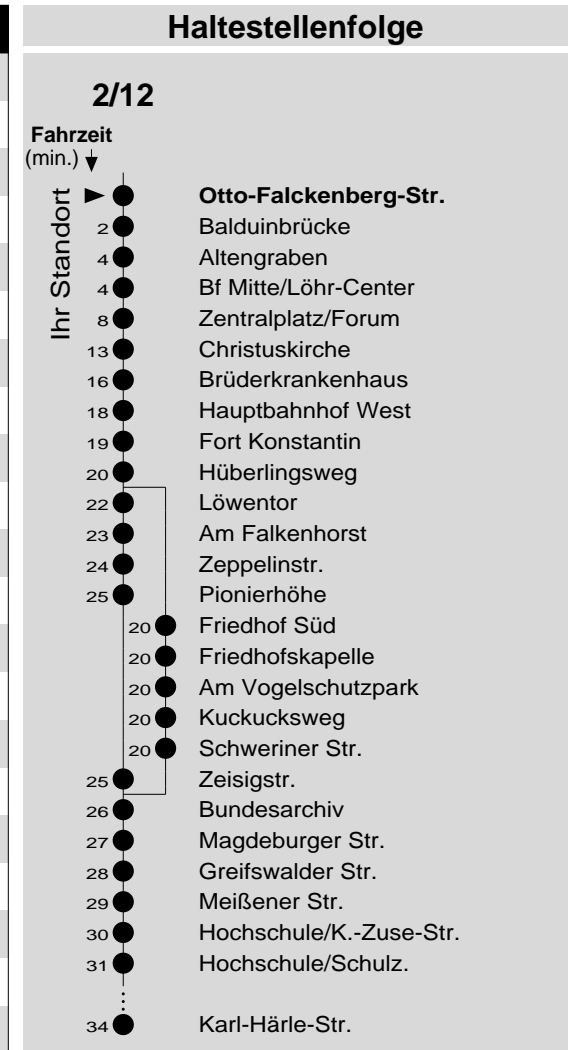 Haltestellenfolge
2/12
Fahrzeit
(min.)
Ihr Standort
Otto-Falckenberg-Str.
2 Balduinbrücke
4 Altengraben
4 Bf Mitte/Löhr-Center
8 Zentralplatz/Forum
13 Christuskirche
16 Brüderkrankenhaus
18 Hauptbahnhof West
19 Fort Konstantin
20 Hüberlingsweg
22 Löwentor
23 Am Falkenhorst
24 Zeppelinstr.
25 Pionierhöhe
20 Friedhof Süd
20 Friedhofskapelle
20 Am Vogelschutzpark
20 Kuckucksweg
20 Schweriner Str.
25 Zeisigstr.
26 Bundesarchiv
27 Magdeburger Str.
28 Greifswalder Str.
29 Meißener Str.
30 Hochschule/K.-Zuse-Str.
31 Hochschule/Schulz.
34 Karl-Härle-Str.